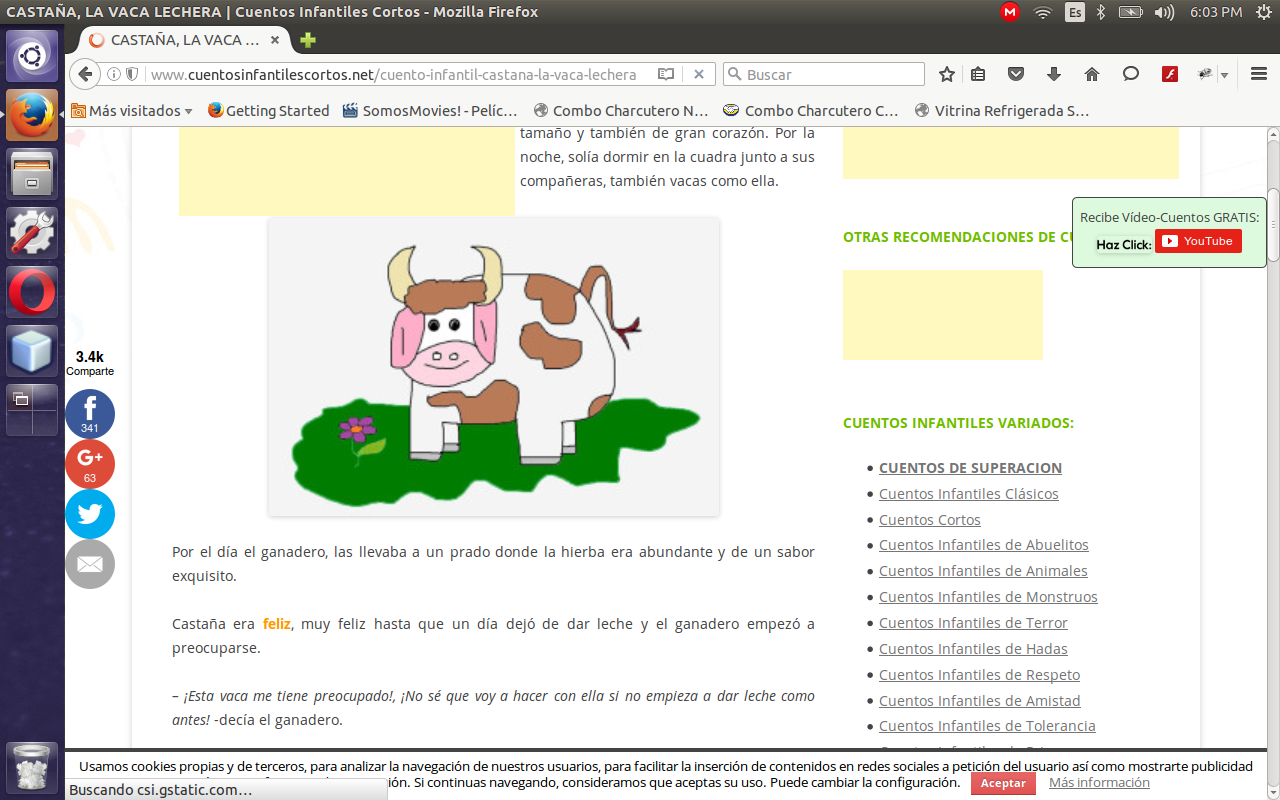 CASTAÑA, LA VACA LECHERA | Cuentos Infantiles Cortos - Mozilla Firefox
Es
6:03 PM
CASTAÑA, LA VACA ...
www.cuentosinfantilescortos.net/cuento-infantil-castana-la-vaca-lechera
Buscar
Más visitados
Getting Started
SomosMovies! - Pelíc...
Combo Charcutero N...
Combo Charcutero C...
Vitrina Refrigerada S...
tamaño y también de gran corazón. Por la
noche, solía dormir en la cuadra junto a sus
compañeras, también vacas como ella.
Recibe Vídeo-Cuentos GRATIS:
Haz Click: YouTube
OTRAS RECOMENDACIONES DE
3.4k
Comparte
341
G+
63
Por el día el ganadero, las llevaba a un prado donde la hierba era abundante y de un sabor
exquisito.
Castaña era feliz, muy feliz hasta que un día dejó de dar leche y el ganadero empezó a
preocuparse.
– ¡Esta vaca me tiene preocupado!, ¡No sé que voy a hacer con ella si no empieza a dar leche como
antes! -decía el ganadero.
CUENTOS INFANTILES VARIADOS:
CUENTOS DE SUPERACION
Cuentos Infantiles Clásicos
Cuentos Cortos
Cuentos Infantiles de Abuelitos
Cuentos Infantiles de Animales
Cuentos Infantiles de Monstruos
Cuentos Infantiles de Terror
Cuentos Infantiles de Hadas
Cuentos Infantiles de Respeto
Cuentos Infantiles de Amistad
Cuentos Infantiles de Tolerancia
Usamos cookies propias y de terceros, para analizar la navegación de nuestros usuarios, para facilitar la inserción de contenidos en redes sociales a petición del usuario así como mostrarte publicidad
Si continuas navegando, consideramos que aceptas su uso. Puede cambiar la configuración. Aceptar Más información
Buscando csi.gstatic.com...